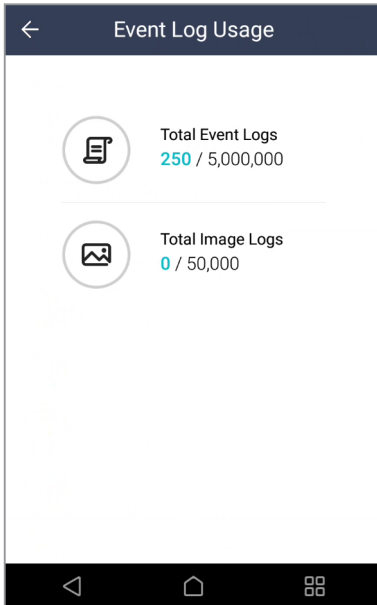 Event Log Usage
Total Event Logs
250 / 5,000,000
Total Image Logs
0 / 50,000